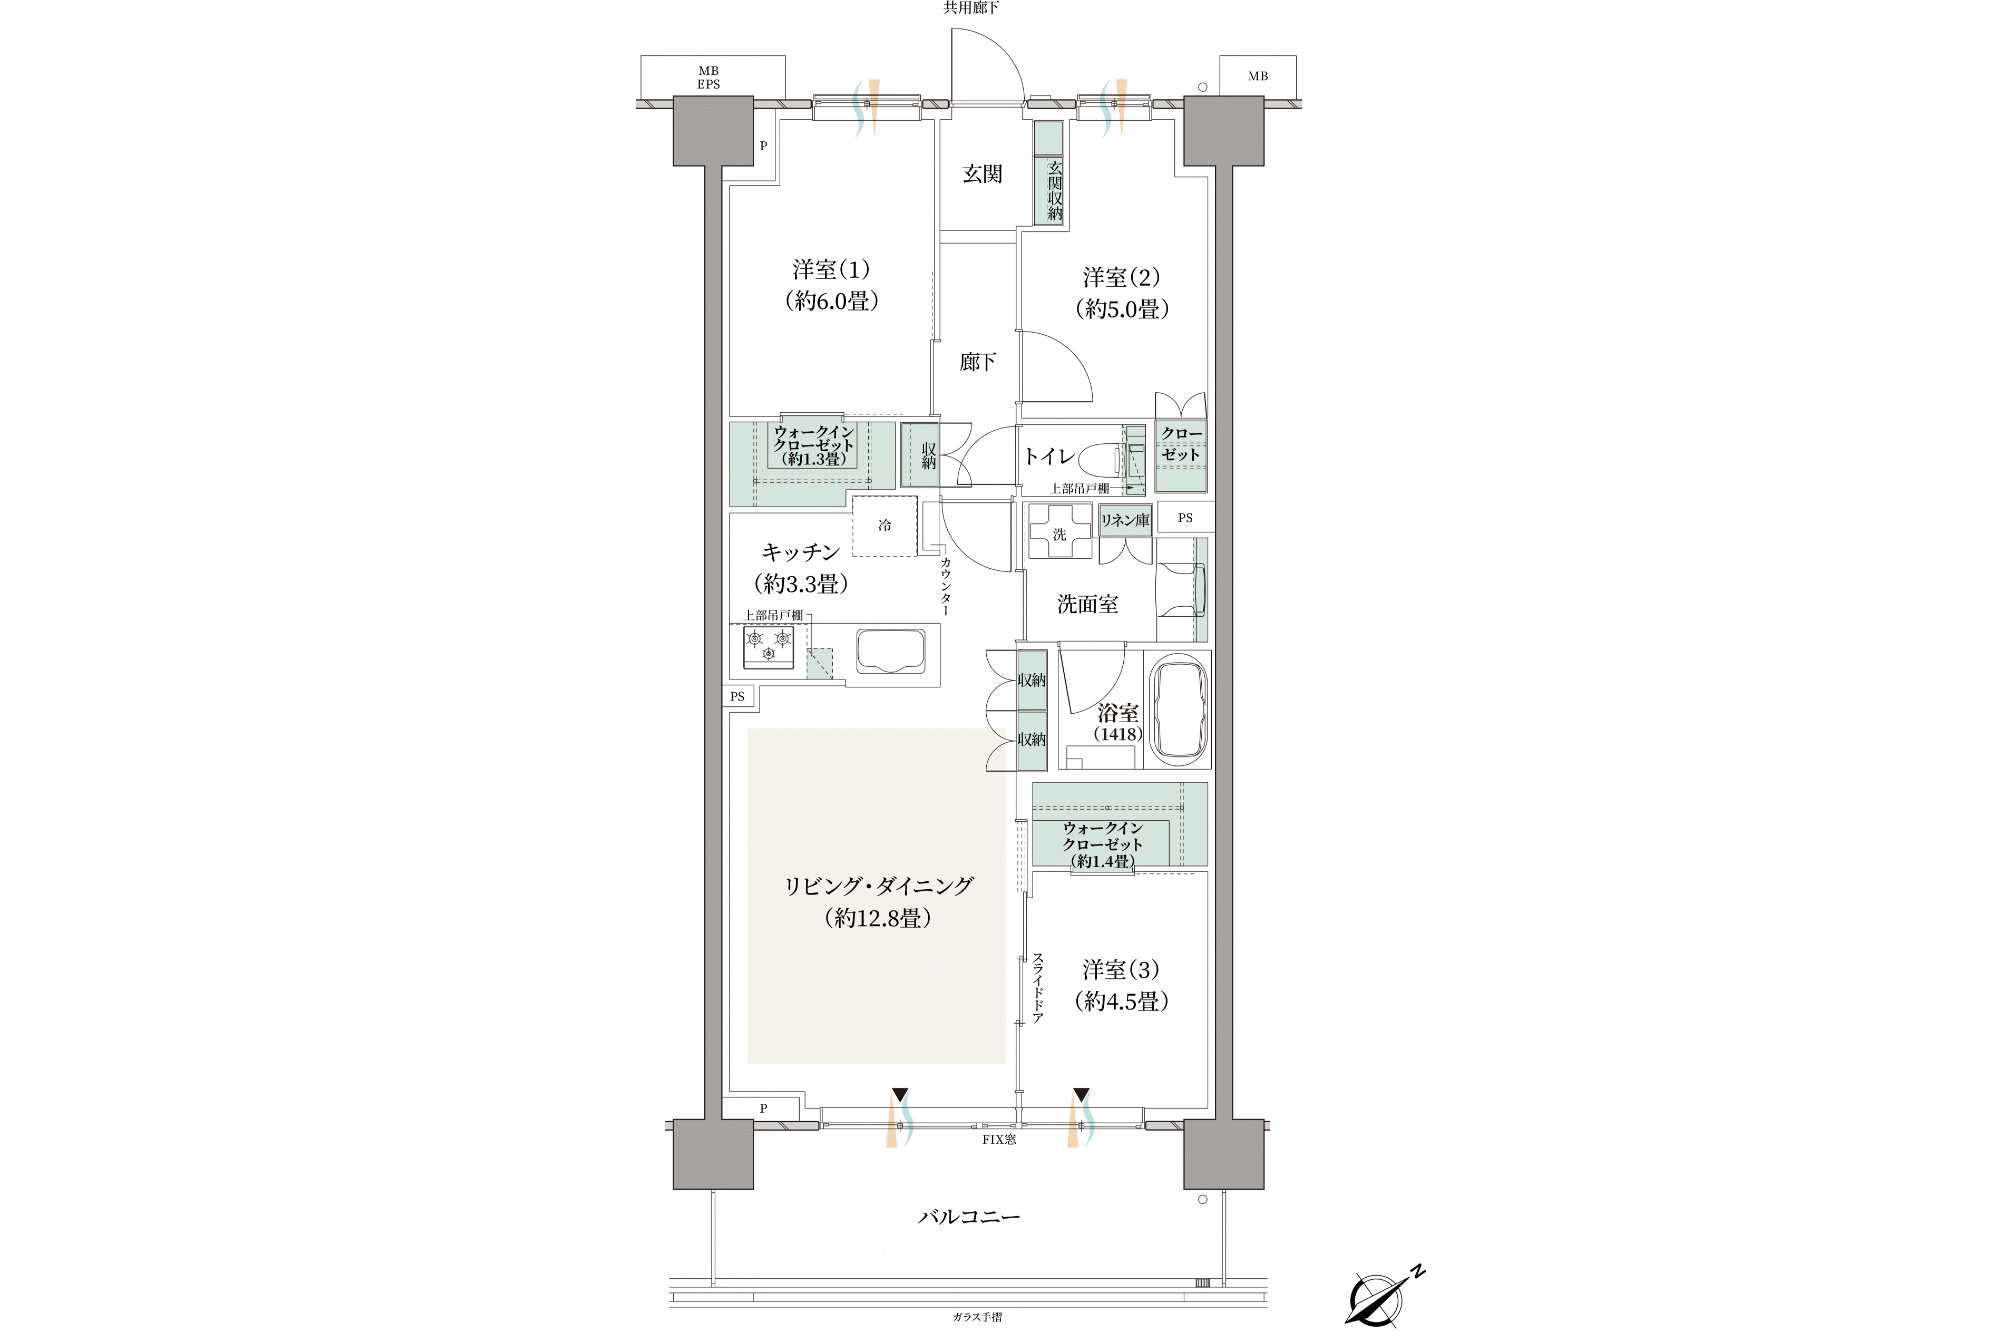 共用廊下
MB
EPS
MB
P
玄関
玄関収納
洋室（1）
（約6.0畳）
洋室（2）
（約5.0畳）
廊下
ウォークイン
クローゼット
（約1.3畳）
収納
トイレ
上部吊戸棚
クロー
ゼット
冷
洗
リネン庫
PS
キッチン
（約3.3畳）
カウンター
上部吊戸棚
洗面室
PS
収納
収納
浴室
（1418）
ウォークイン
クローゼット
（約1.4畳）
リビング・ダイニング
（約12.8畳）
スライドドア
洋室（3）
（約4.5畳）
P
FIX窓
バルコニー
ガラス手摺
N